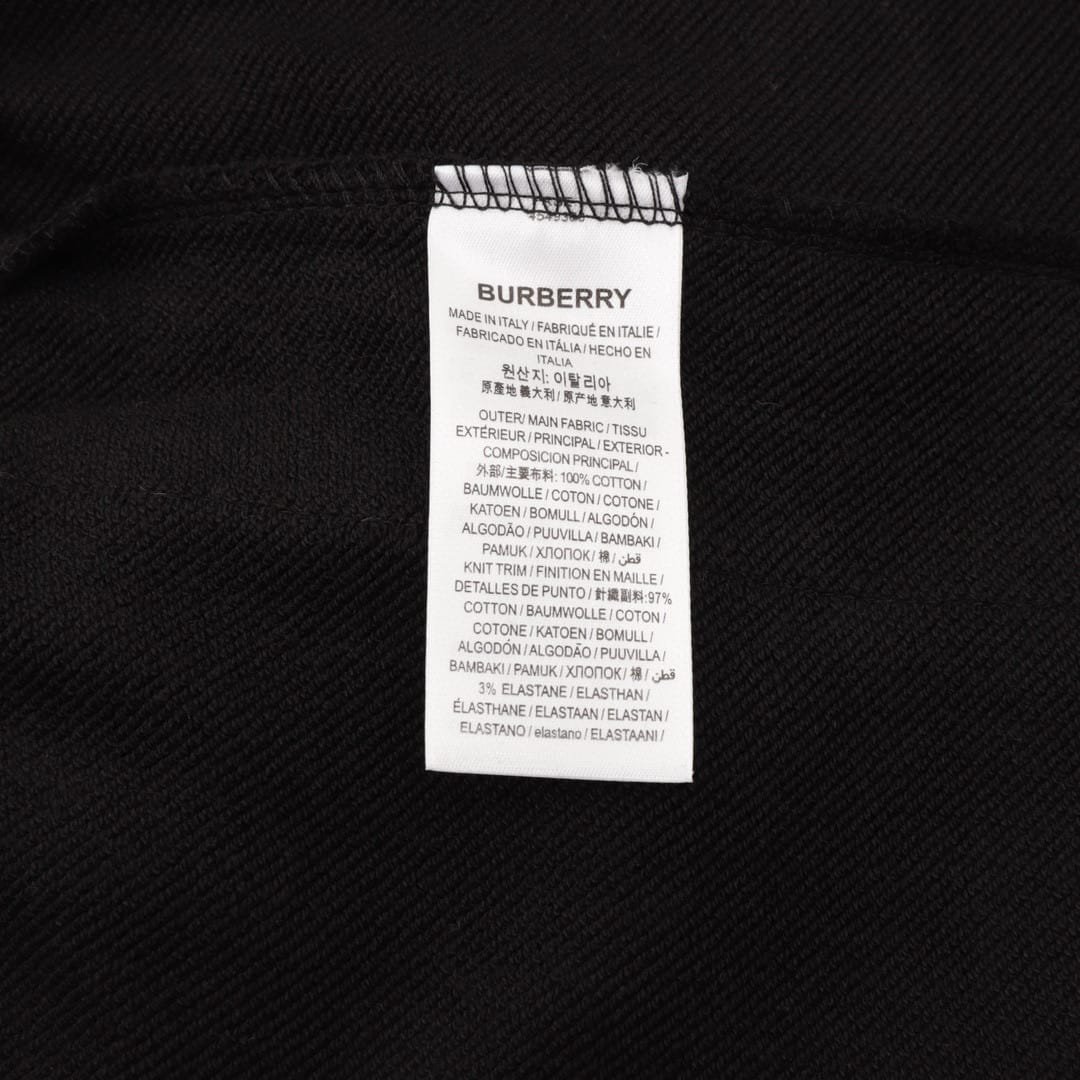 BURBERRY
MADE IN ITALY / FABRIQUÉ EN ITALIE /
FABRICADO EN ITÁLIA / HECHO EN
ITALIA
원산지: 이탈리아
原產地 義大利 / 原产地 意大利
OUTER/ MAIN FABRIC / TISSU
EXTÉRIEUR / PRINCIPAL / EXTERIOR -
COMPOSICION PRINCIPAL /
外部/主要布料: 100% COTTON /
BAUMWOLLE / COTON / COTONE /
KATOEN / BOMULL / ALGODÓN /
ALGODÃO / PUUVILLA / BAMBAKI /
PAMUK / ХЛОПОК / 棉 / قطن
KNIT TRIM / FINITION EN MAILLE /
DETALLES DE PUNTO / 針織副料:97%
COTTON / BAUMWOLLE / COTON /
COTONE / KATOEN / BOMULL /
ALGODÓN / ALGODÃO / PUUVILLA /
BAMBAKI / PAMUK / ХЛОПОК / 棉 / قطن
3% ELASTANE / ELASTHAN /
ÉLASTHANE / ELASTAAN / ELASTAN /
ELASTANO / elastano / ELASTAANI /